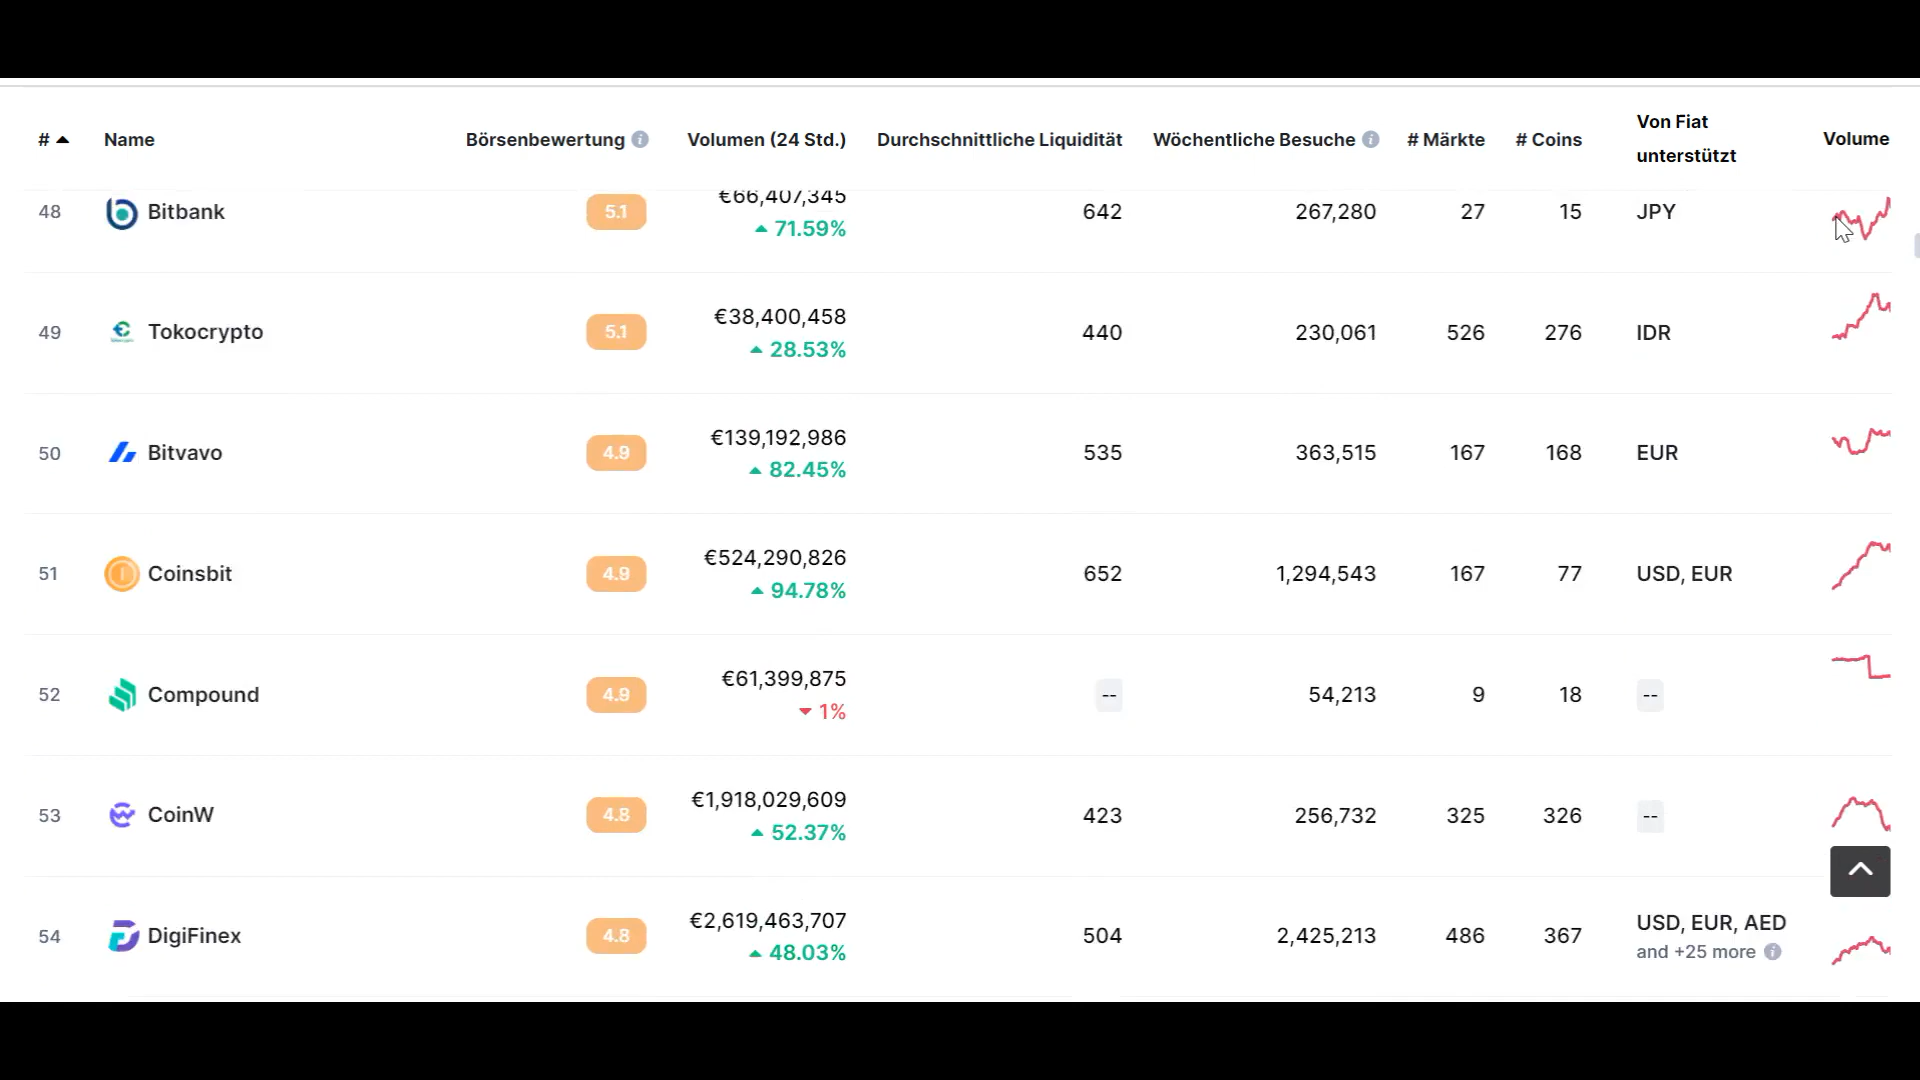 # Name Börsenbewertung Volumen (24 Std.) Durchschnittliche Liquidität Wöchentliche Besuche # Märkte # Coins Von Fiat unterstützt Volume
48 Bitbank 5.1 €66,407,345 642 267,280 27 15 JPY
71.59%
49 Tokocrypto 5.1 €38,400,458 440 230,061 526 276 IDR
28.53%
50 Bitvavo 4.9 €139,192,986 535 363,515 167 168 EUR
82.45%
51 Coinsbit 4.9 €524,290,826 652 1,294,543 167 77 USD, EUR
94.78%
52 Compound 4.9 €61,399,875 -- 54,213 9 18 --
1%
53 CoinW 4.8 €1,918,029,609 423 256,732 325 326 --
52.37%
54 DigiFinex 4.8 €2,619,463,707 504 2,425,213 486 367 USD, EUR, AED
48.03% and +25 more